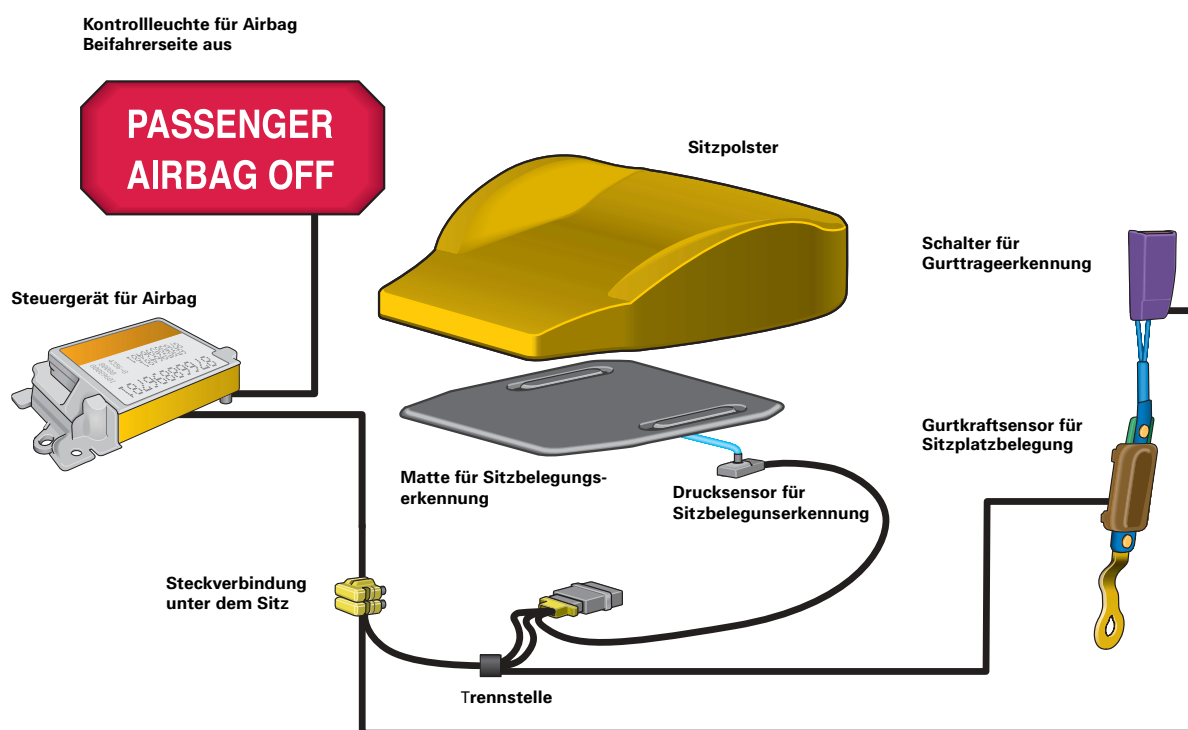 Kontrollleuchte für Airbag
Beifahrerseite aus
PASSENGER
AIRBAG OFF
Sitzpolster
Schalter für
Gurttrageerkennung
Steuergerät für Airbag
Gurtkraftsensor für
Sitzplatzbelegung
Matte für Sitzbelegungs-
erkennung
Drucksensor für
Sitzbelegunserkennung
Steckverbindung
unter dem Sitz
Trennstelle